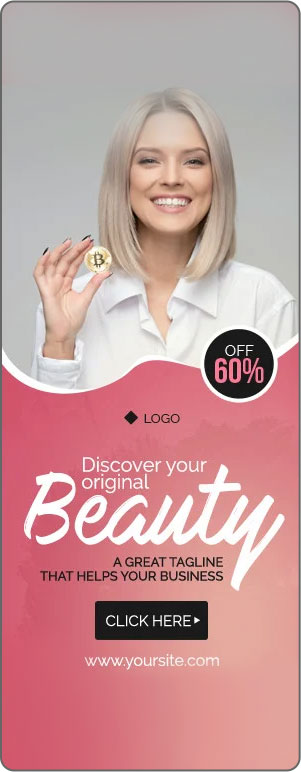 OFF
60%
LOGO
Discover your
original
Beauty
A GREAT TAGLINE
THAT HELPS YOUR BUSINESS
CLICK HERE
www.yoursite.com